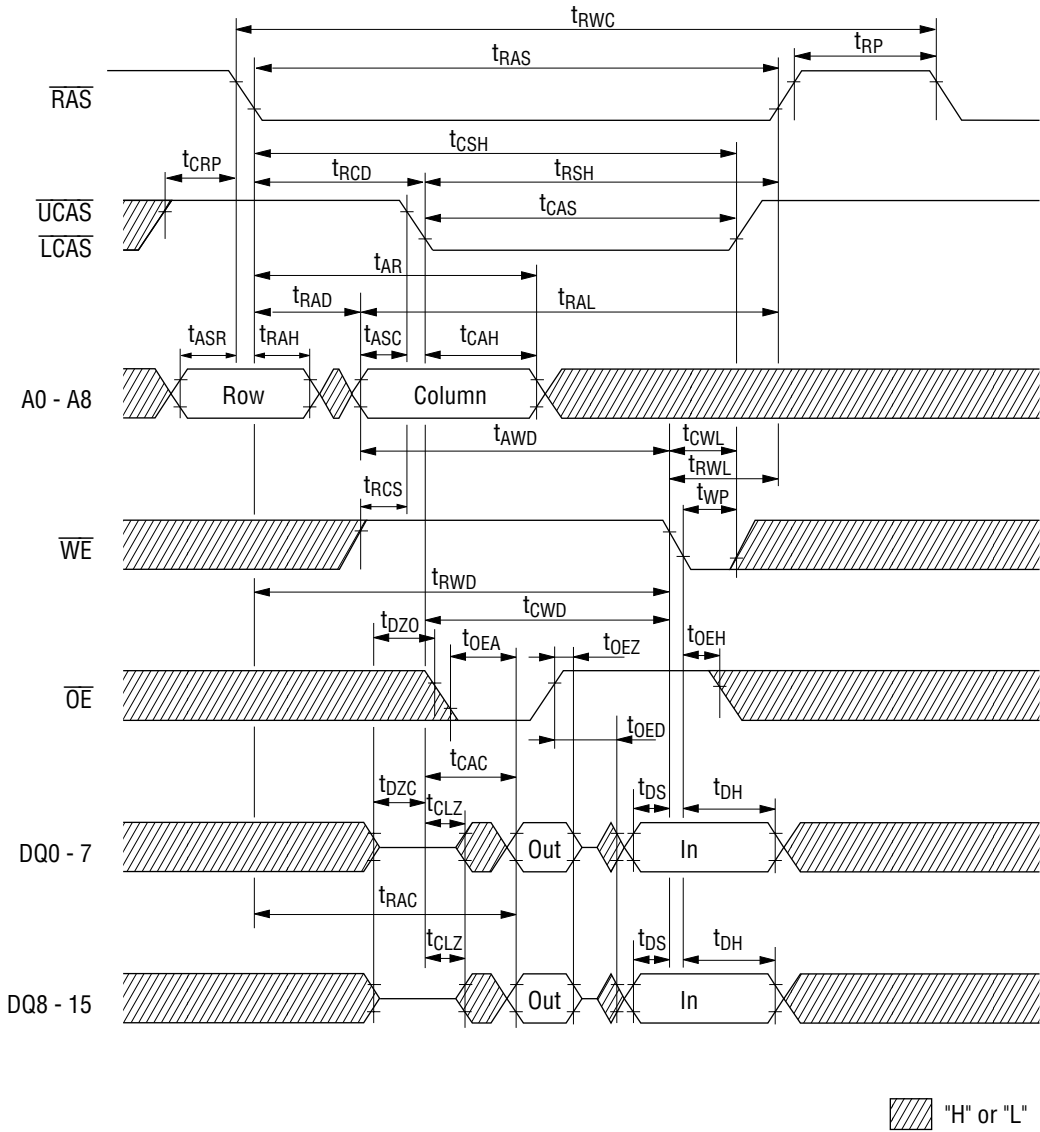 tRWC
tRP
tRAS
RAS
tCSH
tCRP
tRCD
tRSH
UCAS
tCAS
LCAS
tAR
tRAD
tRAL
tASR
tRAH
tASC
tCAH
A0 - A8
Row
Column
tAWD
tCWL
tRWL
tRCS
tWP
WE
tRWD
tCWD
tDZO
tOEA
tOEZ
tOEH
OE
tOED
tCAC
tDZC
tCLZ
tDS
tDH
DQ0 - 7
Out
In
tRAC
tCLZ
tDS
tDH
DQ8 - 15
Out
In
"H" or "L"